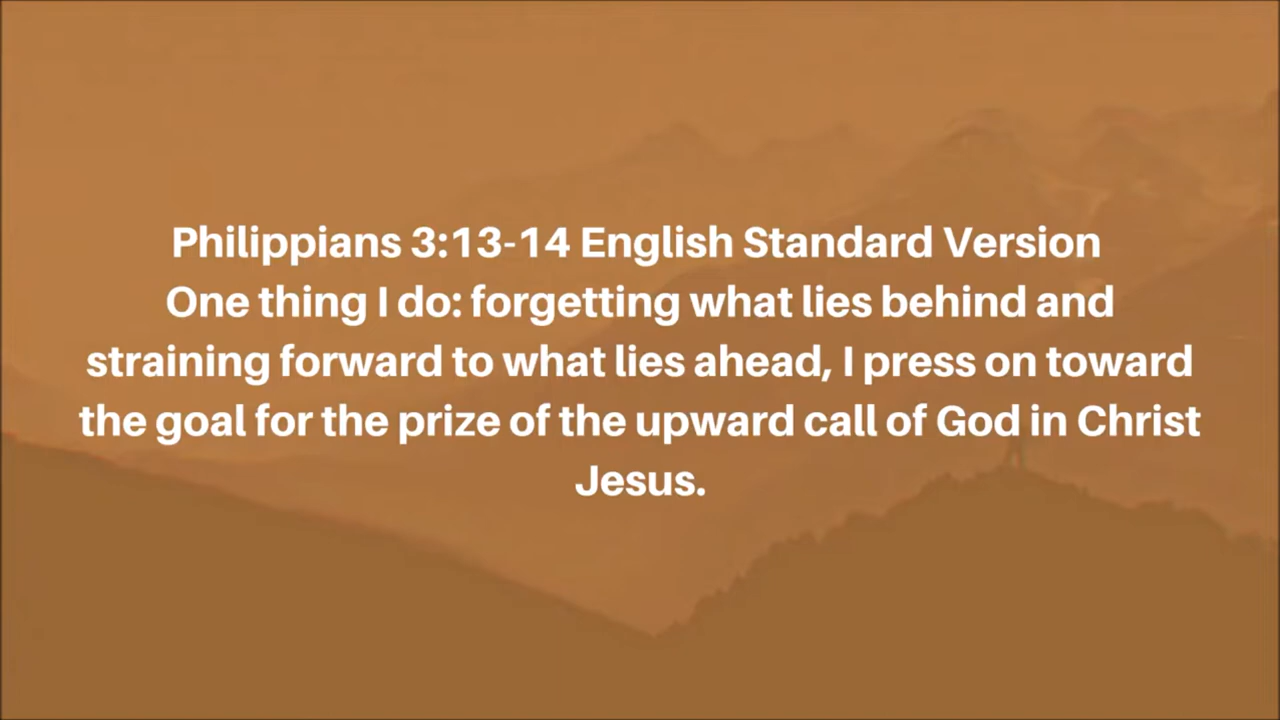 Philippians 3:13-14 English Standard Version
One thing I do: forgetting what lies behind and
straining forward to what lies ahead, I press on toward
the goal for the prize of the upward call of God in Christ
Jesus.